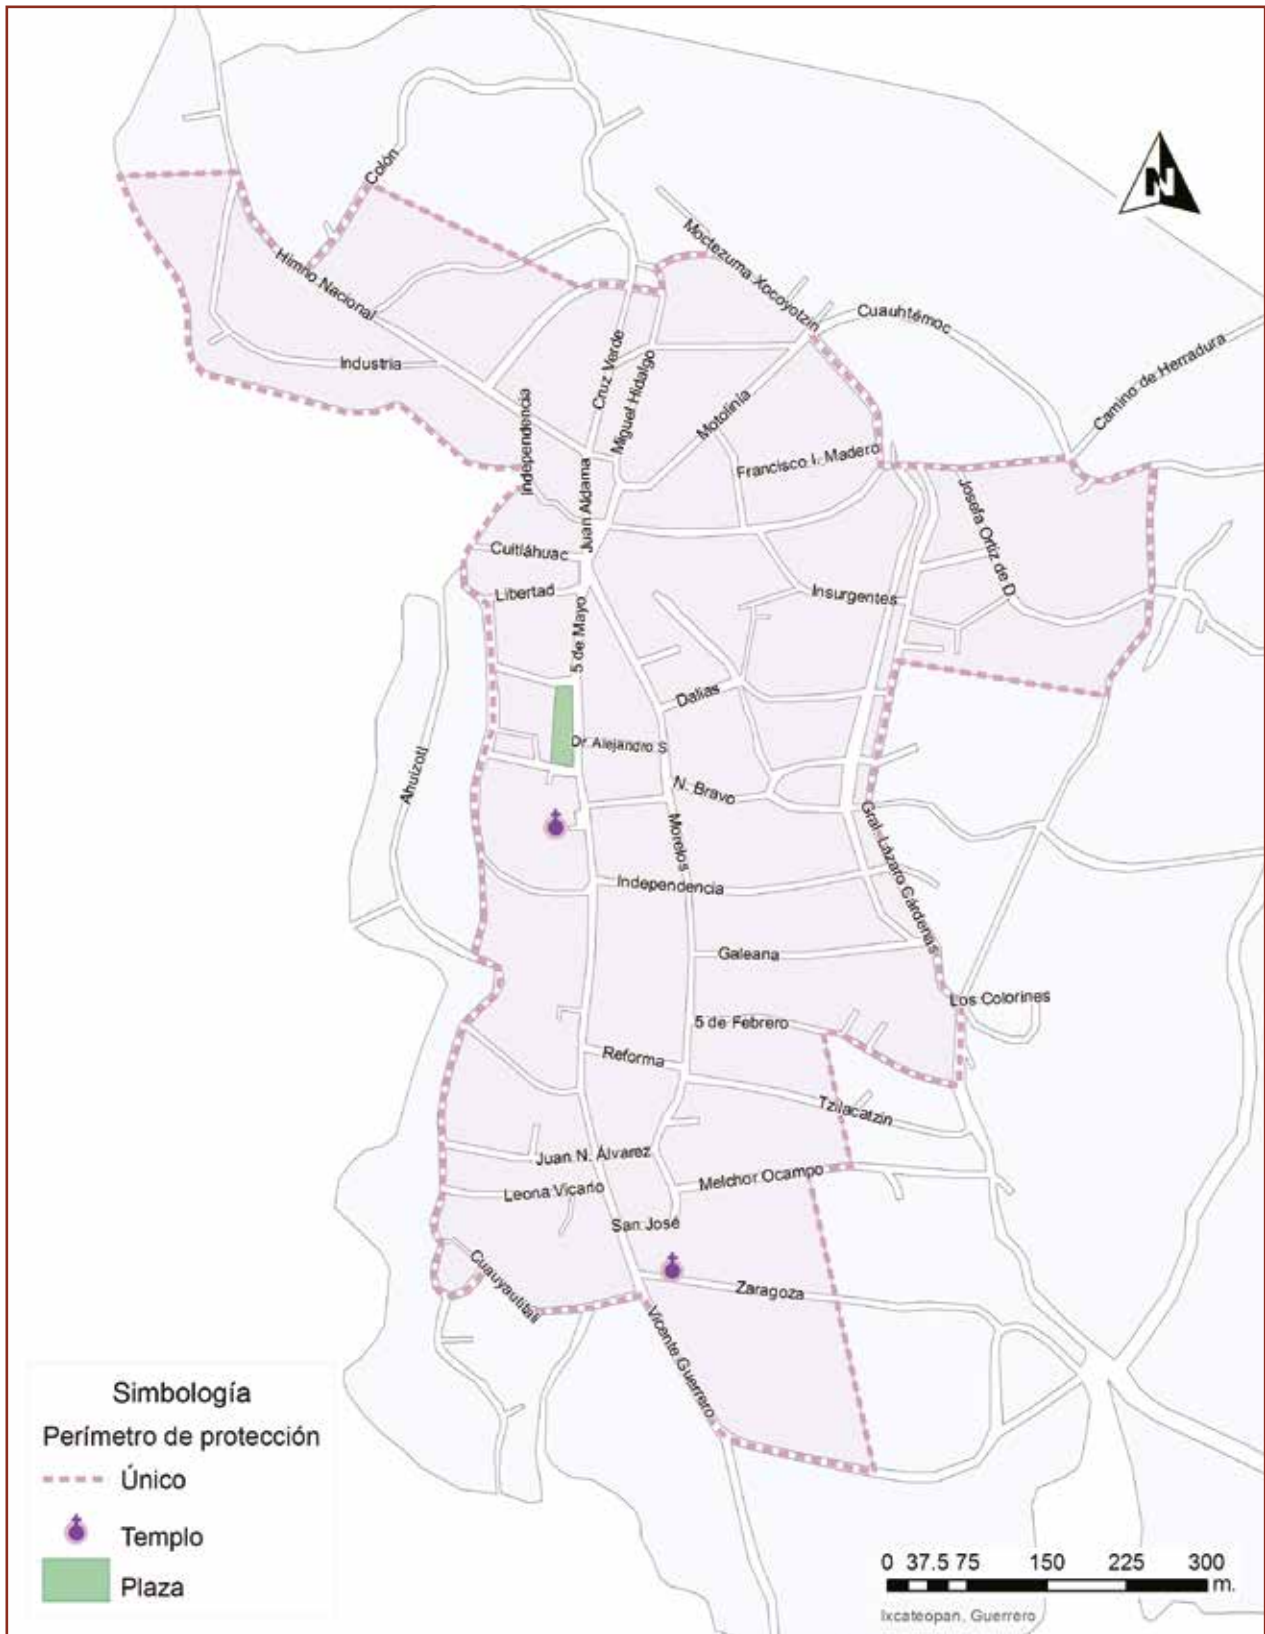 N
Colón
Moctezuma Xocoyotzin
Himno Nacional
Cuauhtémoc
Camino de Herradura
Industria
Cruz Verde
Miguel Hidalgo
Independencia
Motolinía
Francisco I. Madero
Juan Aldama
Josefa Ortiz de D.
Cuitláhuac
Libertad
Insurgentes
5 de Mayo
Dalias
Dr. Alejandro S
Ahuizotl
N. Bravo
Morelos
Gral. Lázaro Cárdenas
Independencia
Galeana
Los Colorines
5 de Febrero
Reforma
Tzilacatzin
Juan N. Álvarez
Melchor Ocampo
Leona Vicario
San José
Cuauyautitali
Zaragoza
Vicente Guerrero
Simbología
Perímetro de protección
Único
Templo
Plaza
0 37.5 75 150 225 300
m.
Ixcateopan, Guerrero